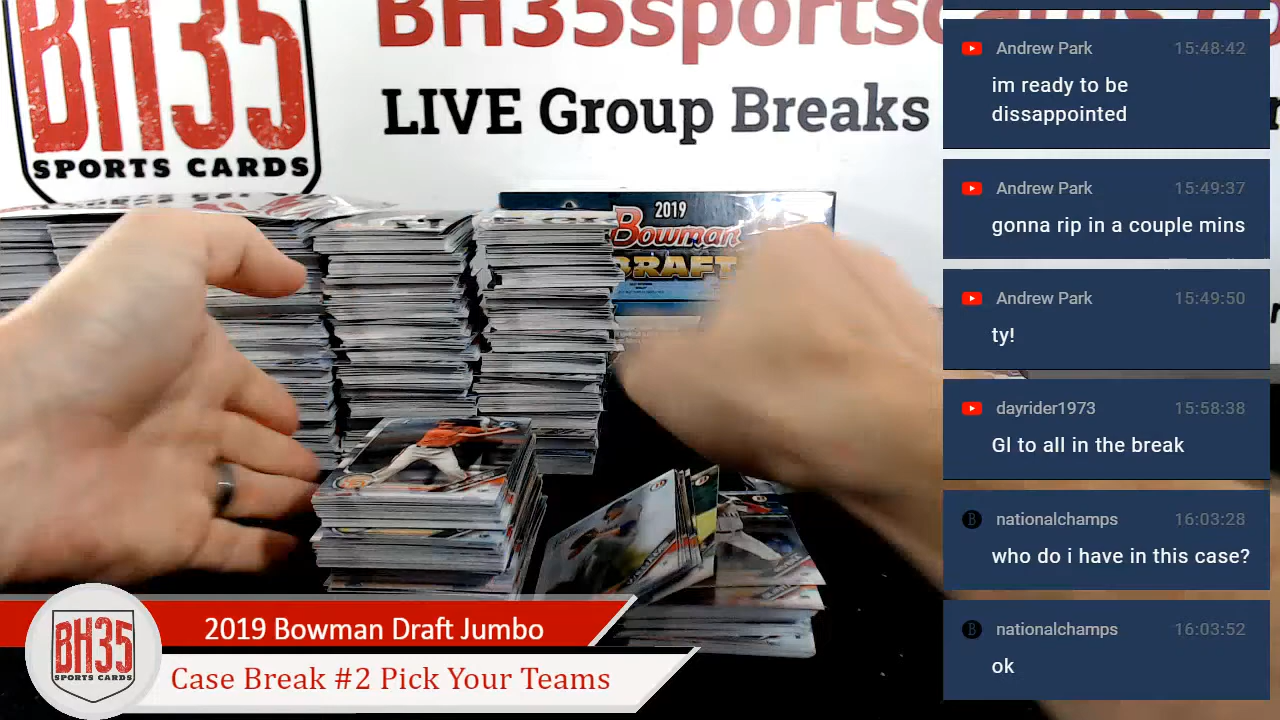 BH35
SPORTS CARDS
BH35sportscards
LIVE Group Breaks
2019
Bowman
DRAFT
Andrew Park 15:48:42
im ready to be
dissappointed
Andrew Park 15:49:37
gonna rip in a couple mins
Andrew Park 15:49:50
ty!
dayrider1973 15:58:38
Gl to all in the break
nationalchamps 16:03:28
who do i have in this case?
nationalchamps 16:03:52
ok
BH35
SPORTS CARDS
2019 Bowman Draft Jumbo
Case Break #2 Pick Your Teams